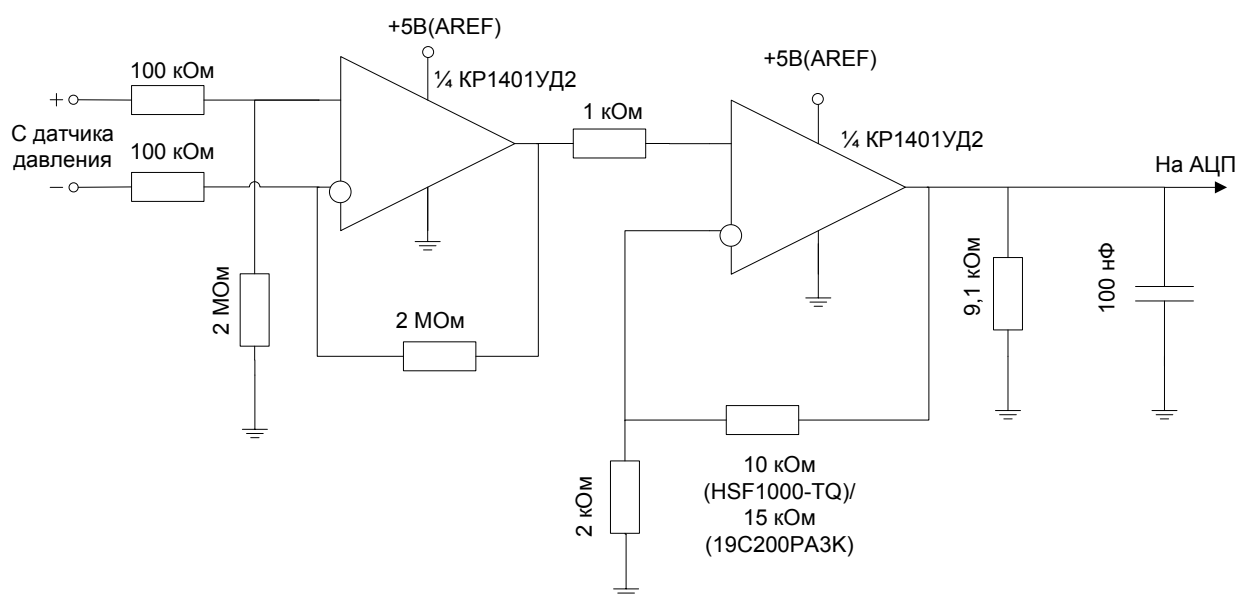 +5В(AREF)
100 кОм
¼ КР1401УД2
+
С датчика
давления
100 кОм
−
2 МОм
2 МОм
1 кОм
+5В(AREF)
¼ КР1401УД2
На АЦП
9,1 кОм
100 нФ
10 кОм
(HSF1000-TQ)/
15 кОм
(19C200PA3K)
2 кОм